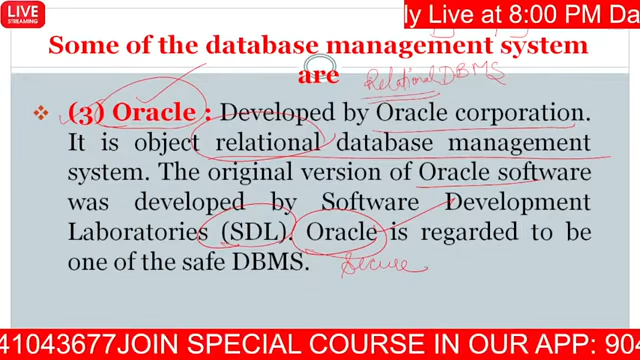 LIVE
STREAMING
ly Live at 8:00 PM Da
Some of the database management system
are
Relational DBMS
❖ (3) Oracle : Developed by Oracle corporation.
It is object relational database management
system. The original version of Oracle software
was developed by Software Development
Laboratories (SDL). Oracle is regarded to be
one of the safe DBMS.
Secure
41043677JOIN SPECIAL COURSE IN OUR APP: 904